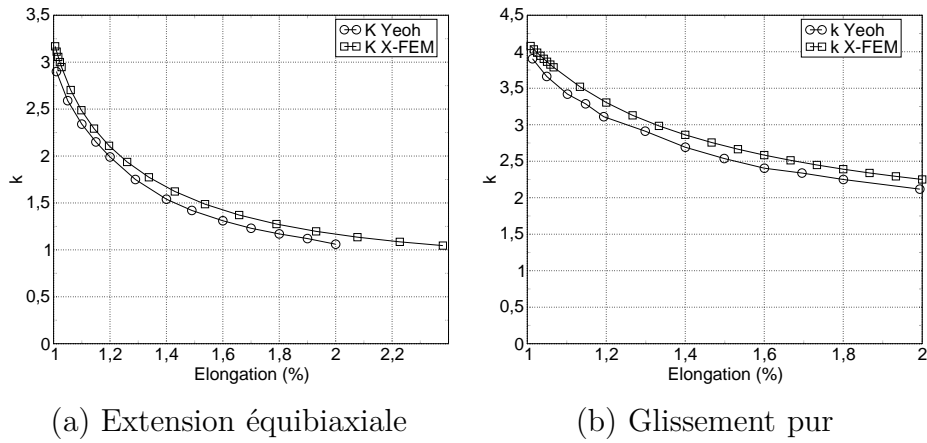 3,5
3
2,5
2
1,5
1
0,5
0
k
1 1,2 1,4 1,6 1,8 2 2,2
Elongation (%)
K Yeoh
K X-FEM
(a) Extension équibiaxiale
4,5
4
3,5
3
2,5
2
1,5
1
0,5
0
k
1 1,2 1,4 1,6 1,8 2
Elongation (%)
k Yeoh
k X-FEM
(b) Glissement pur